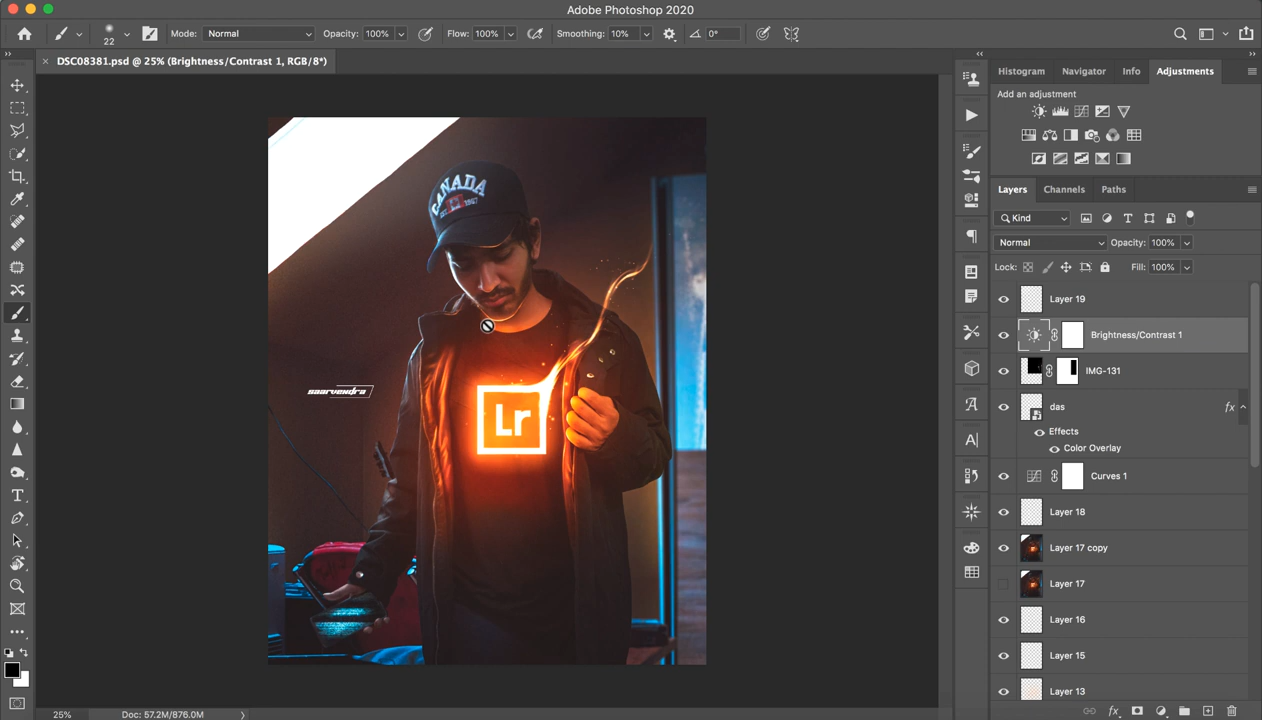 Adobe Photoshop 2020
22
Mode: Normal
Opacity: 100%
Flow: 100%
Smoothing: 10%
0°
DSC08381.psd @ 25% (Brightness/Contrast 1, RGB/8*)
Histogram
Navigator
Info
Adjustments
Add an adjustment
Layers
Channels
Paths
Kind
Normal
Opacity: 100%
Lock:
Fill: 100%
Layer 19
Brightness/Contrast 1
IMG-131
das
fx
Effects
Color Overlay
Curves 1
Layer 18
Layer 17 copy
Layer 17
Layer 16
Layer 15
Layer 13
CANADA
EST 1867
Lr
saarvendra
25%
Doc: 57.2M/876.0M
fx